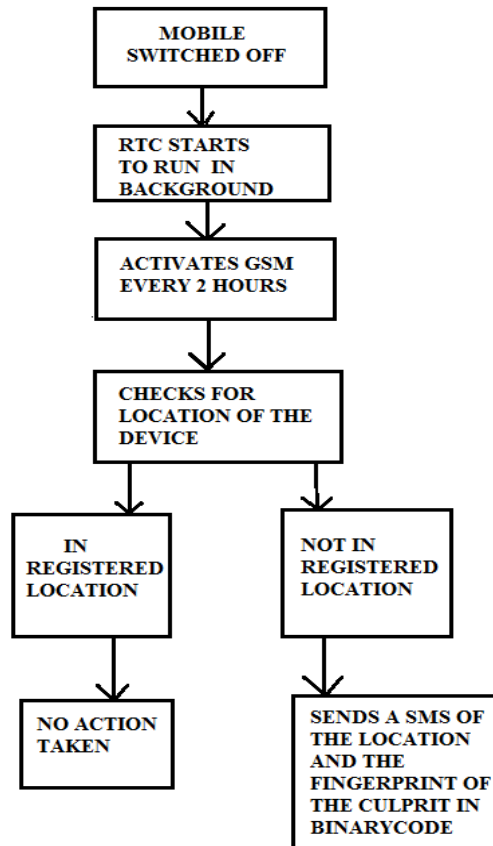 MOBILE
SWITCHED OFF
RTC STARTS
TO RUN IN
BACKGROUND
ACTIVATES GSM
EVERY 2 HOURS
CHECKS FOR
LOCATION OF THE
DEVICE
IN
REGISTERED
LOCATION
NOT IN
REGISTERED
LOCATION
NO ACTION
TAKEN
SENDS A SMS OF
THE LOCATION
AND THE
FINGERPRINT OF
THE CULPRIT IN
BINARYCODE